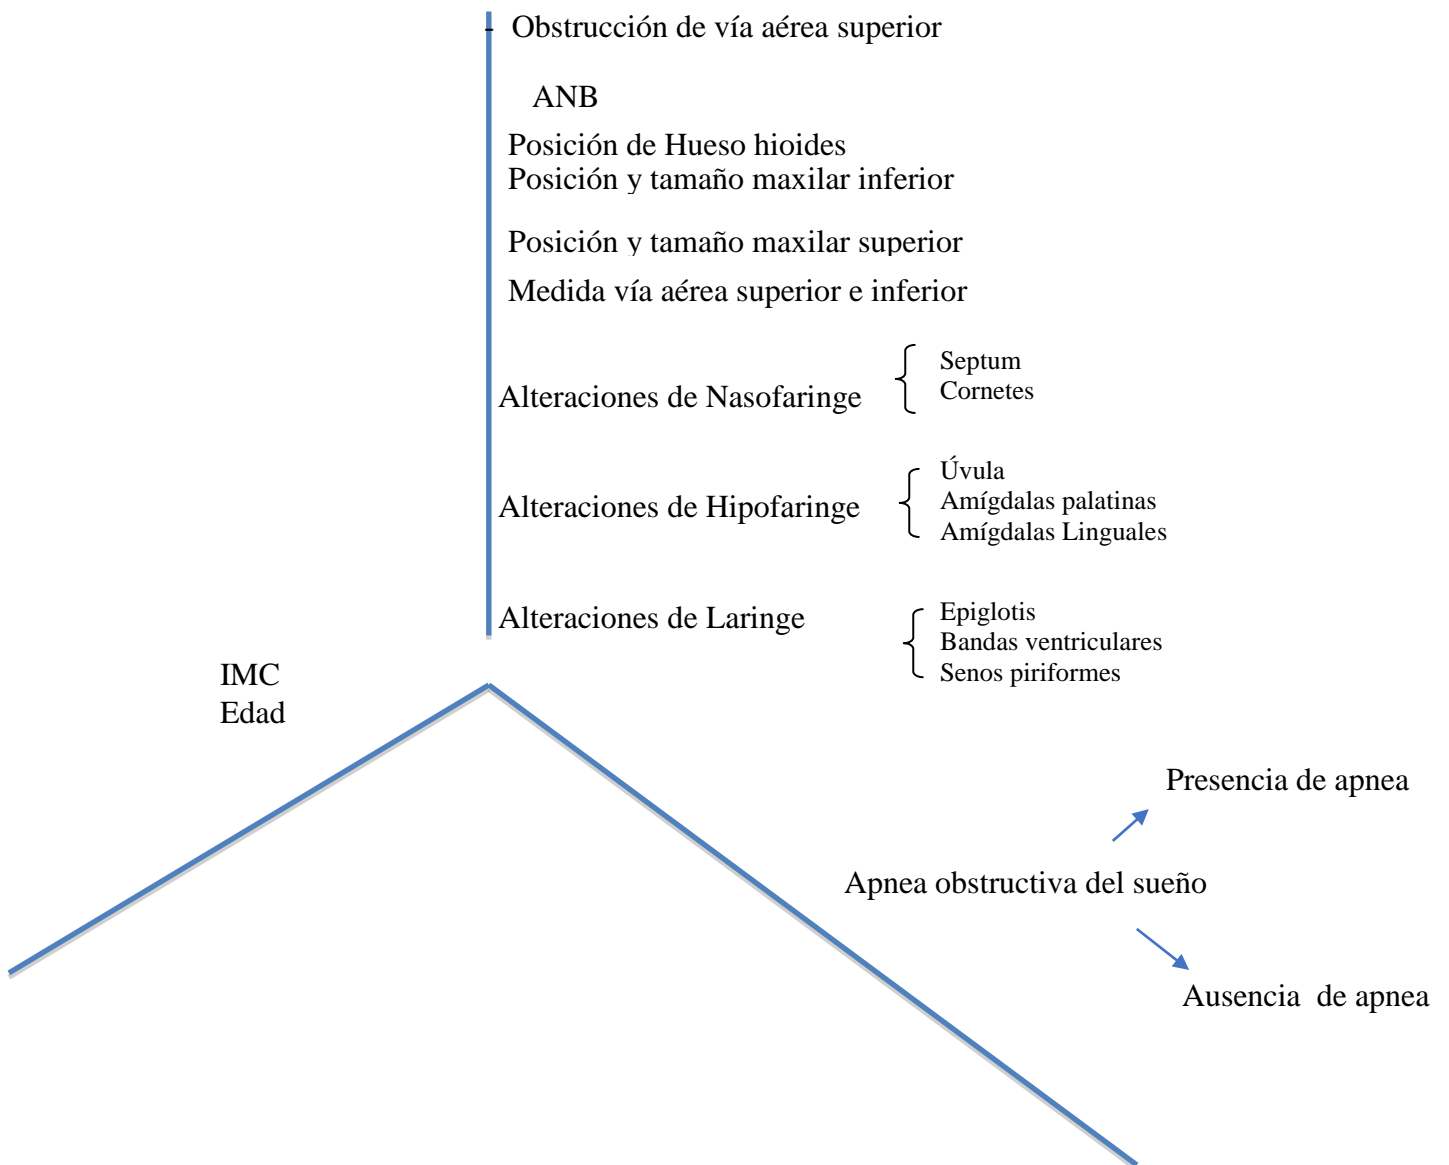 - Obstrucción de vía aérea superior
ANB
Posición de Hueso hioides
Posición y tamaño maxilar inferior
Posición y tamaño maxilar superior
Medida vía aérea superior e inferior
Alteraciones de Nasofaringe
Septum
Cornetes
Alteraciones de Hipofaringe
Úvula
Amígdalas palatinas
Amígdalas Linguales
Alteraciones de Laringe
Epiglotis
Bandas ventriculares
Senos piriformes
IMC
Edad
Presencia de apnea
Apnea obstructiva del sueño
Ausencia  de apnea